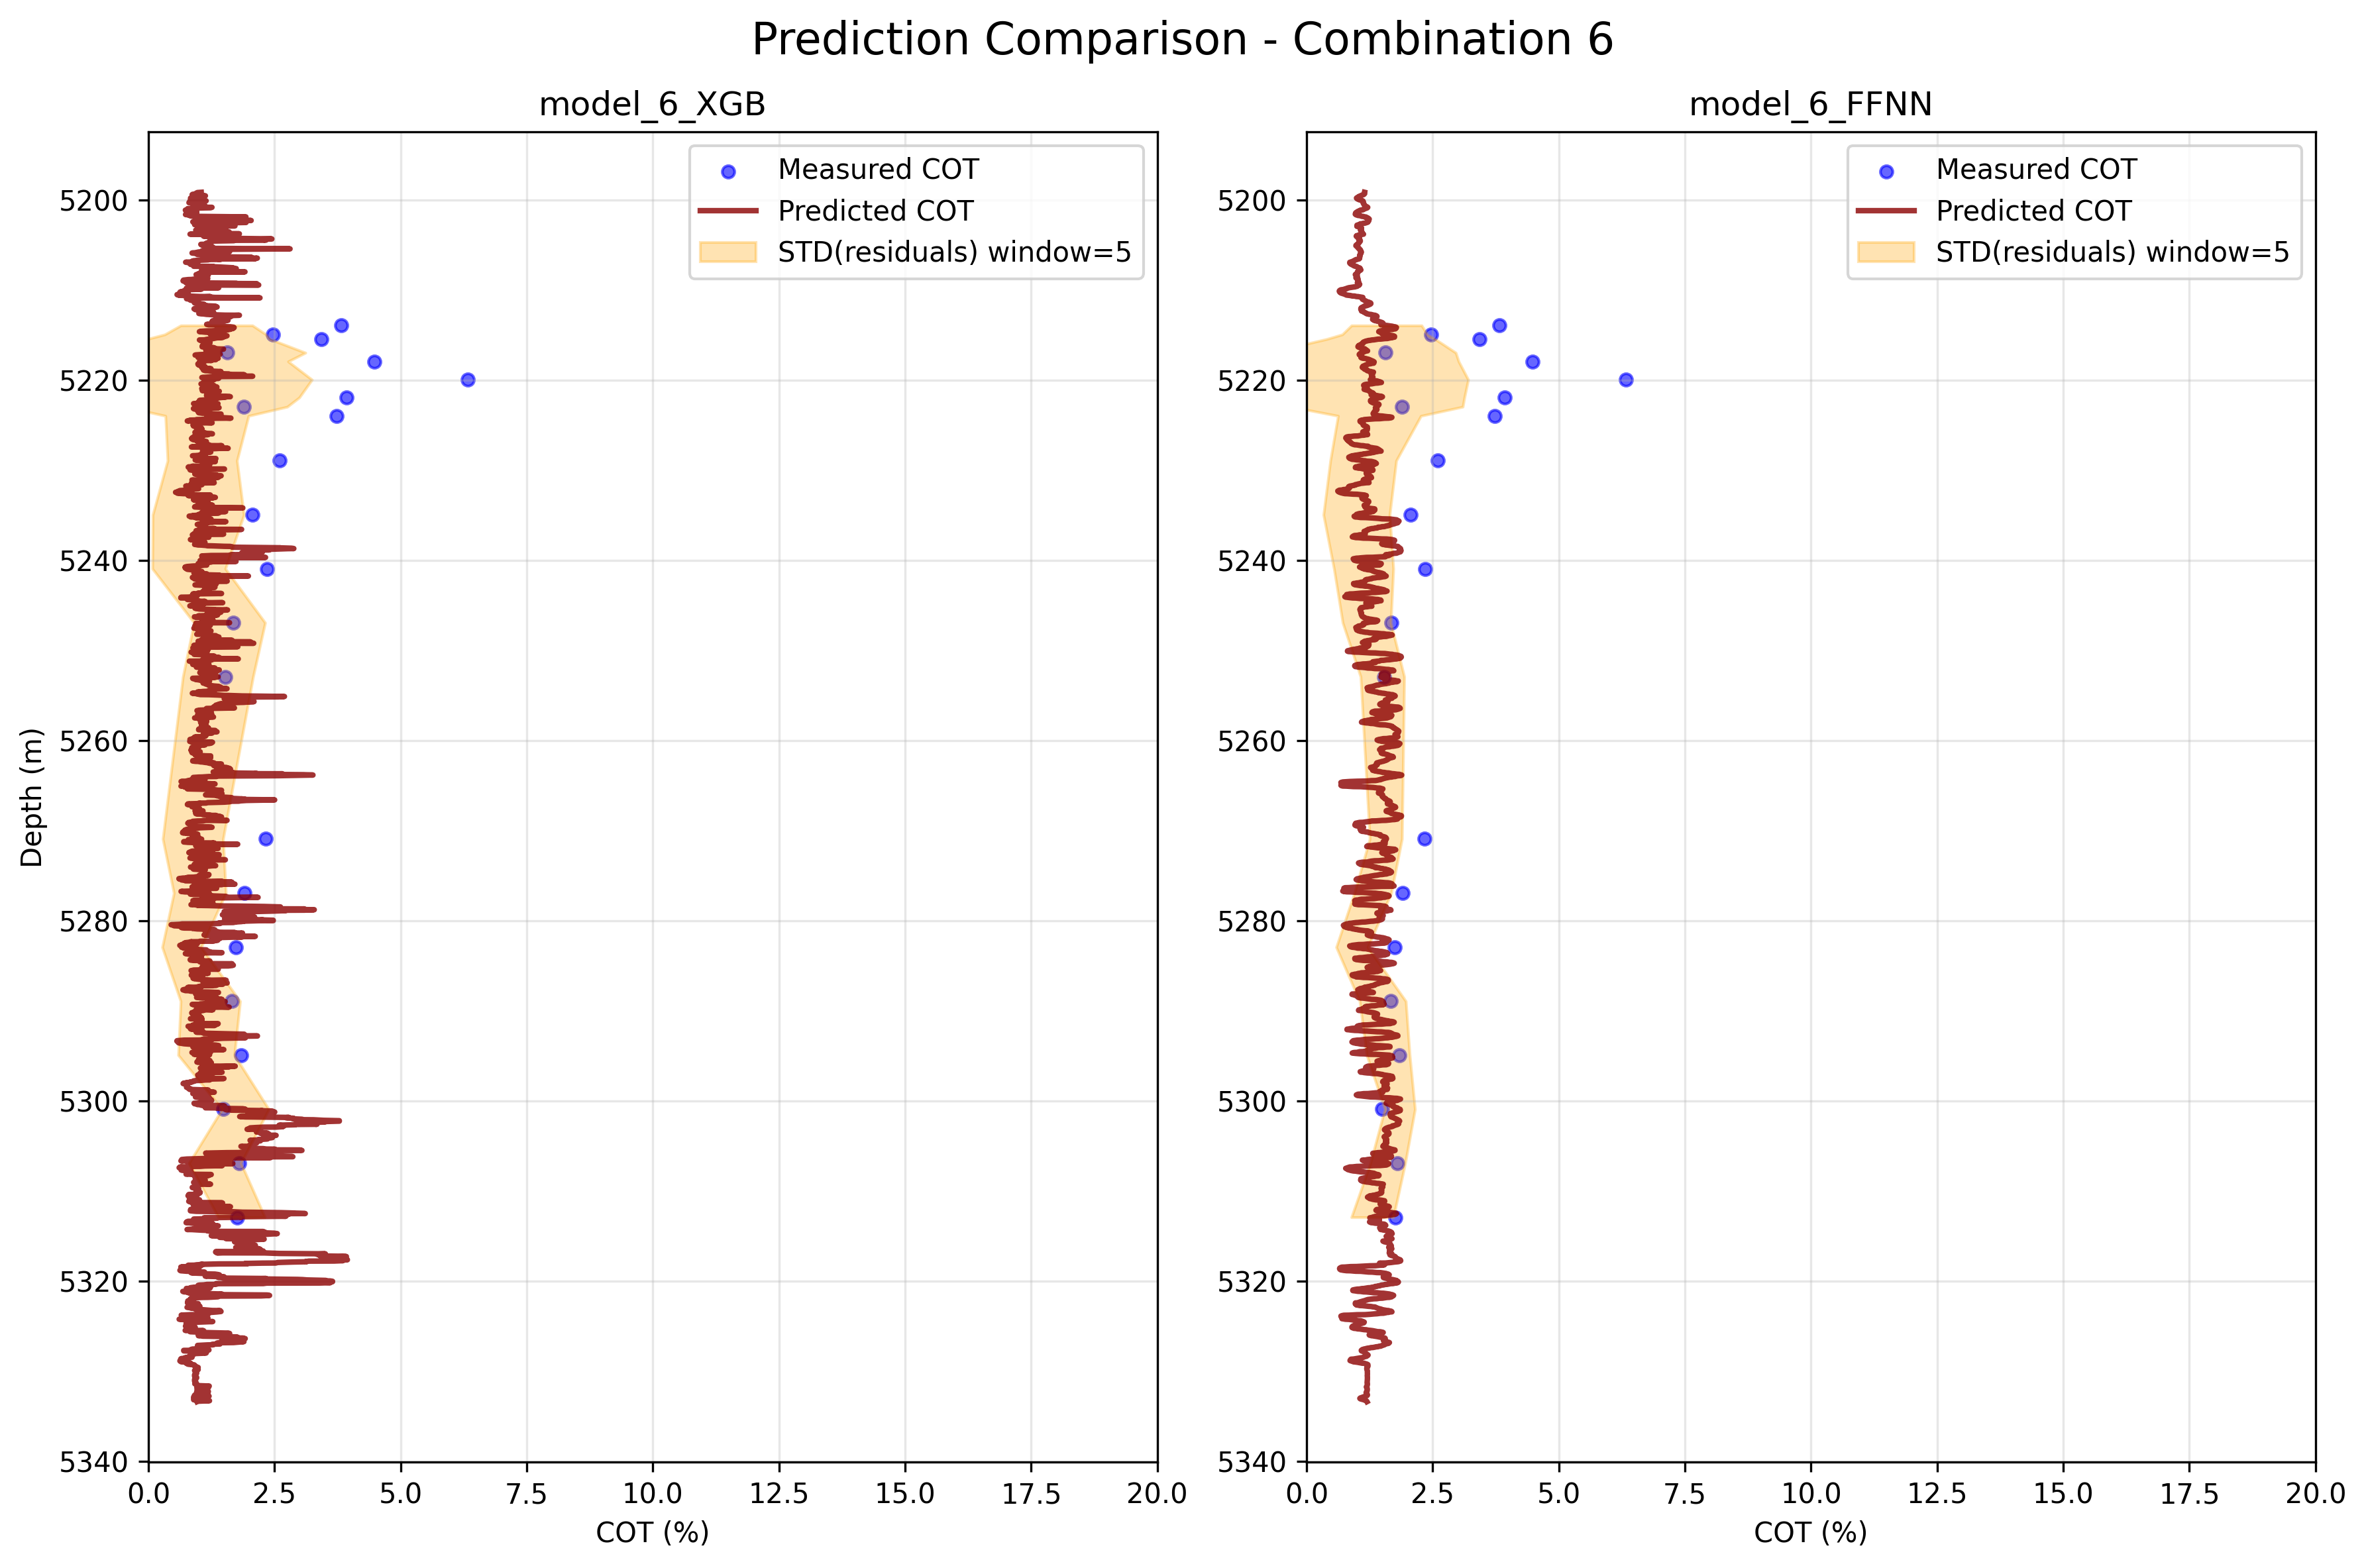 Prediction Comparison - Combination 6
model_6_XGB
Measured COT
Predicted COT
STD(residuals) window=5
5200
5220
5240
5260
5280
5300
5320
5340
Depth (m)
0.0 2.5 5.0 7.5 10.0 12.5 15.0 17.5 20.0
COT (%)
model_6_FFNN
Measured COT
Predicted COT
STD(residuals) window=5
5200
5220
5240
5260
5280
5300
5320
5340
0.0 2.5 5.0 7.5 10.0 12.5 15.0 17.5 20.0
COT (%)